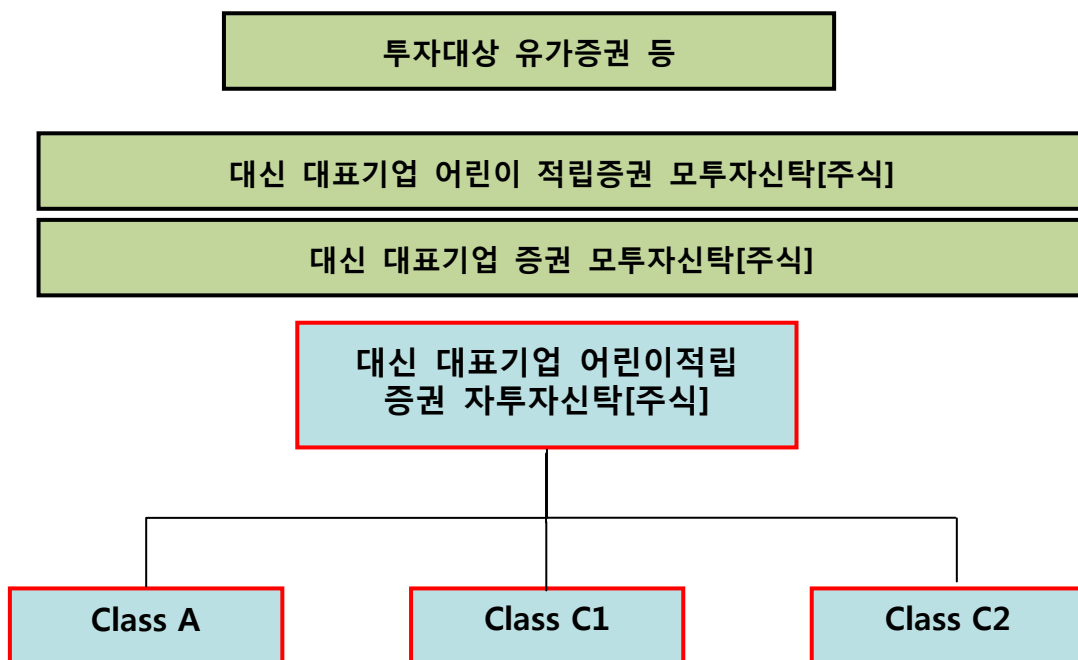 투자대상 유가증권 등
대신 대표기업 어린이 적립증권 모투자신탁[주식]
대신 대표기업 증권 모투자신탁[주식]
대신 대표기업 어린이적립
증권 자투자신탁[주식]
Class A
Class C1
Class C2